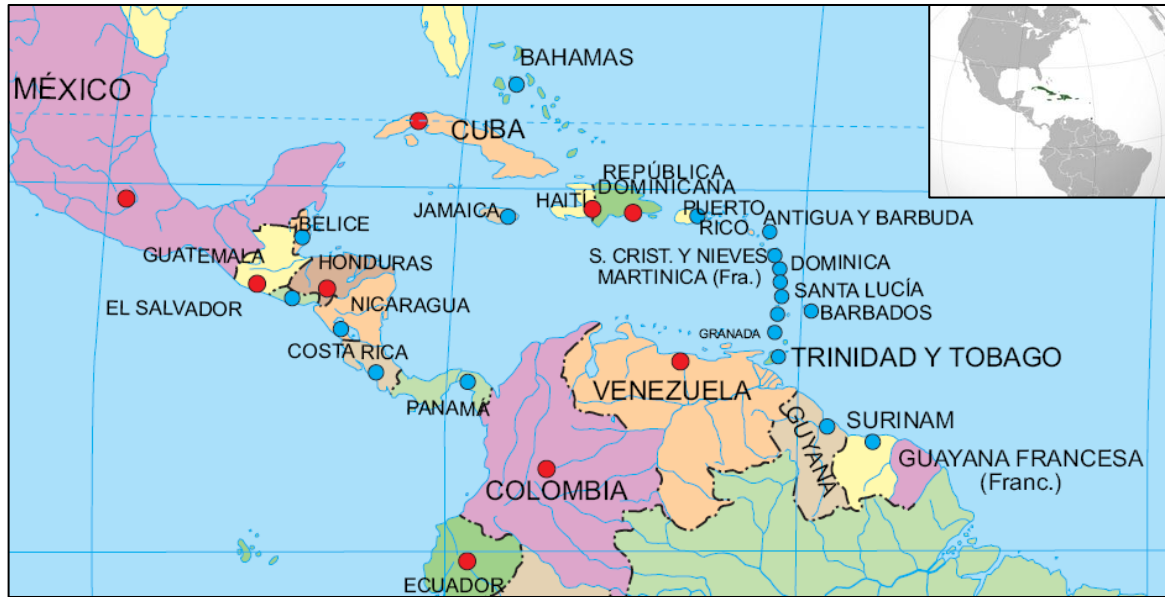 BAHAMAS
MÉXICO
CUBA
REPÚBLICA
DOMINICANA
HAITÍ
JAMAICA
PUERTO
RICO
ANTIGUA Y BARBUDA
BELICE
GUATEMALA
HONDURAS
S. CRIST. Y NIEVES
MARTINICA (Fra.)
DOMINICA
SANTA LUCÍA
EL SALVADOR
NICARAGUA
BARBADOS
GRANADA
COSTA RICA
TRINIDAD Y TOBAGO
VENEZUELA
PANAMÁ
GUYANA
SURINAM
GUAYANA FRANCESA
(Franc.)
COLOMBIA
ECUADOR